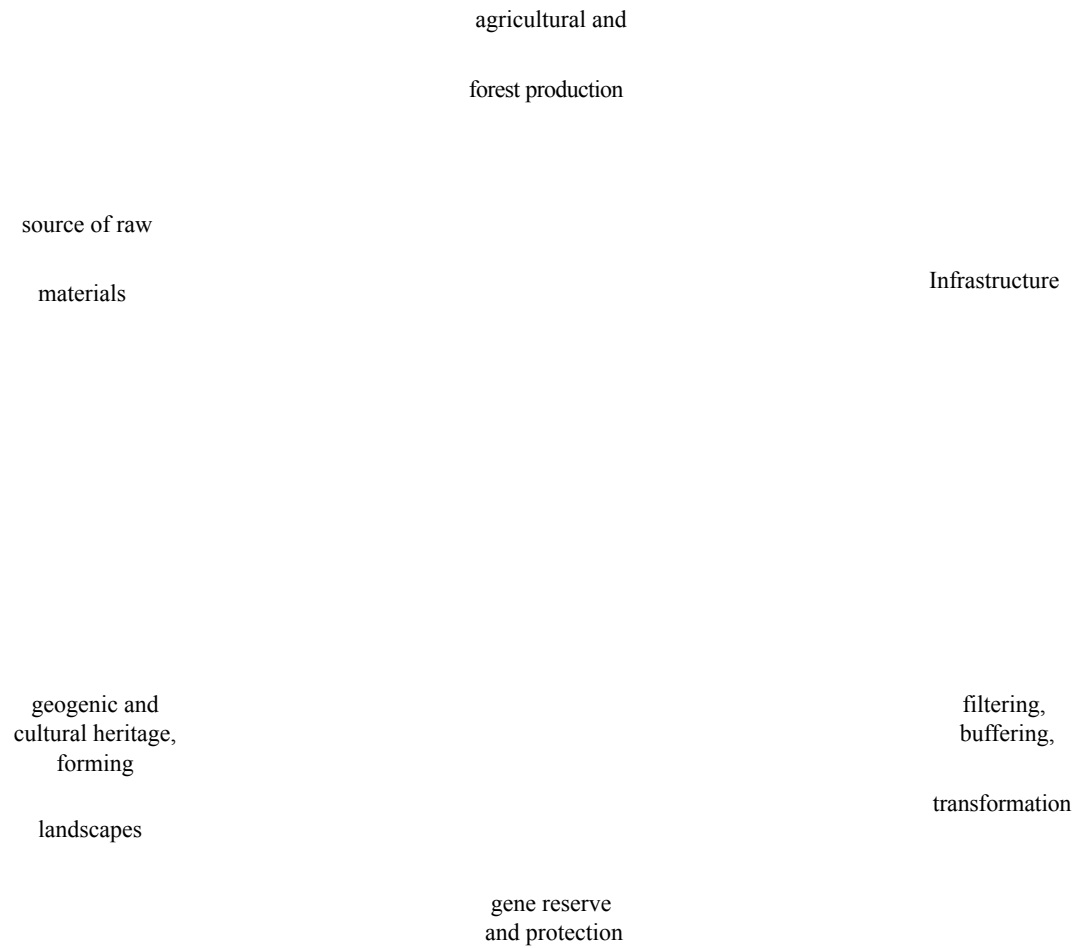 agricultural and
forest production
source of raw
materials
Infrastructure
geogenic and
cultural heritage,
forming
landscapes
filtering,
buffering,
transformation
gene reserve
and protection